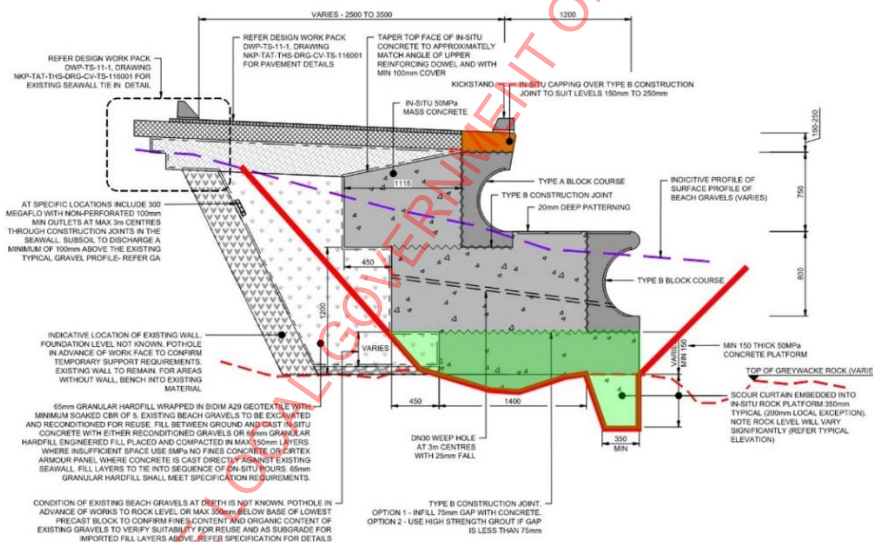 VARIES - 2500 TO 3500
1200
REFER DESIGN WORK PACK
DWP-TS-11-1, DRAWING
NKP-TAT-THS-DRG-CV-TS-116001 FOR
EXISTING SEAWALL TIE IN DETAIL
REFER DESIGN WORK PACK
DWP-TS-11-1, DRAWING
NKP-TAT-THS-DRG-CV-TS-116001
FOR PAVEMENT DETAILS
TAPER TOP FACE OF IN-SITU
CONCRETE TO APPROXIMATELY
MATCH ANGLE OF UPPER
REINFORCING DOWEL AND WITH
MIN 100mm COVER
KICKSTAND
IN-SITU CAPPING OVER TYPE B CONSTRUCTION
JOINT TO SUIT LEVELS 150mm TO 250mm
IN-SITU 50MPa
MASS CONCRETE
150-250
750
800
1115
TYPE A BLOCK COURSE
TYPE B CONSTRUCTION JOINT
20mm DEEP PATTERNING
INDICITIVE PROFILE OF
SURFACE PROFILE OF
BEACH GRAVELS (VARIES)
AT SPECIFIC LOCATIONS INCLUDE 300
MEGAFLO WITH NON-PERFORATED 100mm
MIN OUTLETS AT MAX 3m CENTRES
THROUGH CONSTRUCTION JOINTS IN THE
SEAWALL. SUBSOIL TO DISCHARGE A
MINIMUM OF 100mm ABOVE THE EXISTING
TYPICAL GRAVEL PROFILE- REFER GA
450
1200
TYPE B BLOCK COURSE
INDICATIVE LOCATION OF EXISTING WALL.
FOUNDATION LEVEL NOT KNOWN. POTHOLE
IN ADVANCE OF WORK FACE TO CONFIRM
TEMPORARY SUPPORT REQUIREMENTS.
EXISTING WALL TO REMAIN. FOR AREAS
WITHOUT WALL, BENCH INTO EXISTING
MATERIAL
VARIES
VARIES
MIN 150
MIN 150 THICK 50MPa
CONCRETE PLATFORM
TOP OF GREYWACKE ROCK (VARIE
65mm GRANULAR HARDFILL WRAPPED IN BIDIM A29 GEOTEXTILE WITH
MINIMUM SOAKED CBR OF 5. EXISTING BEACH GRAVELS TO BE EXCAVATED
AND RECONDITIONED FOR REUSE. FILL BETWEEN GROUND AND CAST IN-SITU
CONCRETE WITH EITHER RECONDITIONED GRAVELS OR 65mm GRANULAR
HARDFILL ENGINEERED FILL PLACED AND COMPACTED IN MAX 150mm LAYERS.
WHERE INSUFFICIENT SPACE USE 5MPa NO FINES CONCRETE OR CIRTEX
ARMOUR PANEL WHERE CONCRETE IS CAST DIRECTLY AGAINST EXISTING
SEAWALL. FILL LAYERS TO TIE INTO SEQUENCE OF IN-SITU POURS. 65mm
GRANULAR HARDFILL SHALL MEET SPECIFICATION REQUIREMENTS.
450
1400
350
MIN
DN30 WEEP HOLE
AT 3m CENTRES
WITH 25mm FALL
SCOUR CURTAIN EMBEDDED INTO
IN-SITU ROCK PLATFORM 350mm
TYPICAL (200mm LOCAL EXCEPTION).
NOTE ROCK LEVEL WILL VARY
SIGNIFICANTLY (REFER TYPICAL
ELEVATION)
CONDITION OF EXISTING BEACH GRAVELS AT DEPTH IS NOT KNOWN. POTHOLE IN
ADVANCE OF WORKS TO ROCK LEVEL OR MAX 300mm BELOW BASE OF LOWEST
PRECAST BLOCK TO CONFIRM FINES CONTENT AND ORGANIC CONTENT OF
EXISTING GRAVELS TO VERIFY SUITABILITY FOR REUSE AND AS SUBGRADE FOR
IMPORTED FILL LAYERS ABOVE. REFER SPECIFICATION FOR DETAILS
TYPE B CONSTRUCTION JOINT.
OPTION 1 - INFILL 75mm GAP WITH CONCRETE.
OPTION 2 - USE HIGH STRENGTH GROUT IF GAP
IS LESS THAN 75mm
LOCAL GOVERNMENT